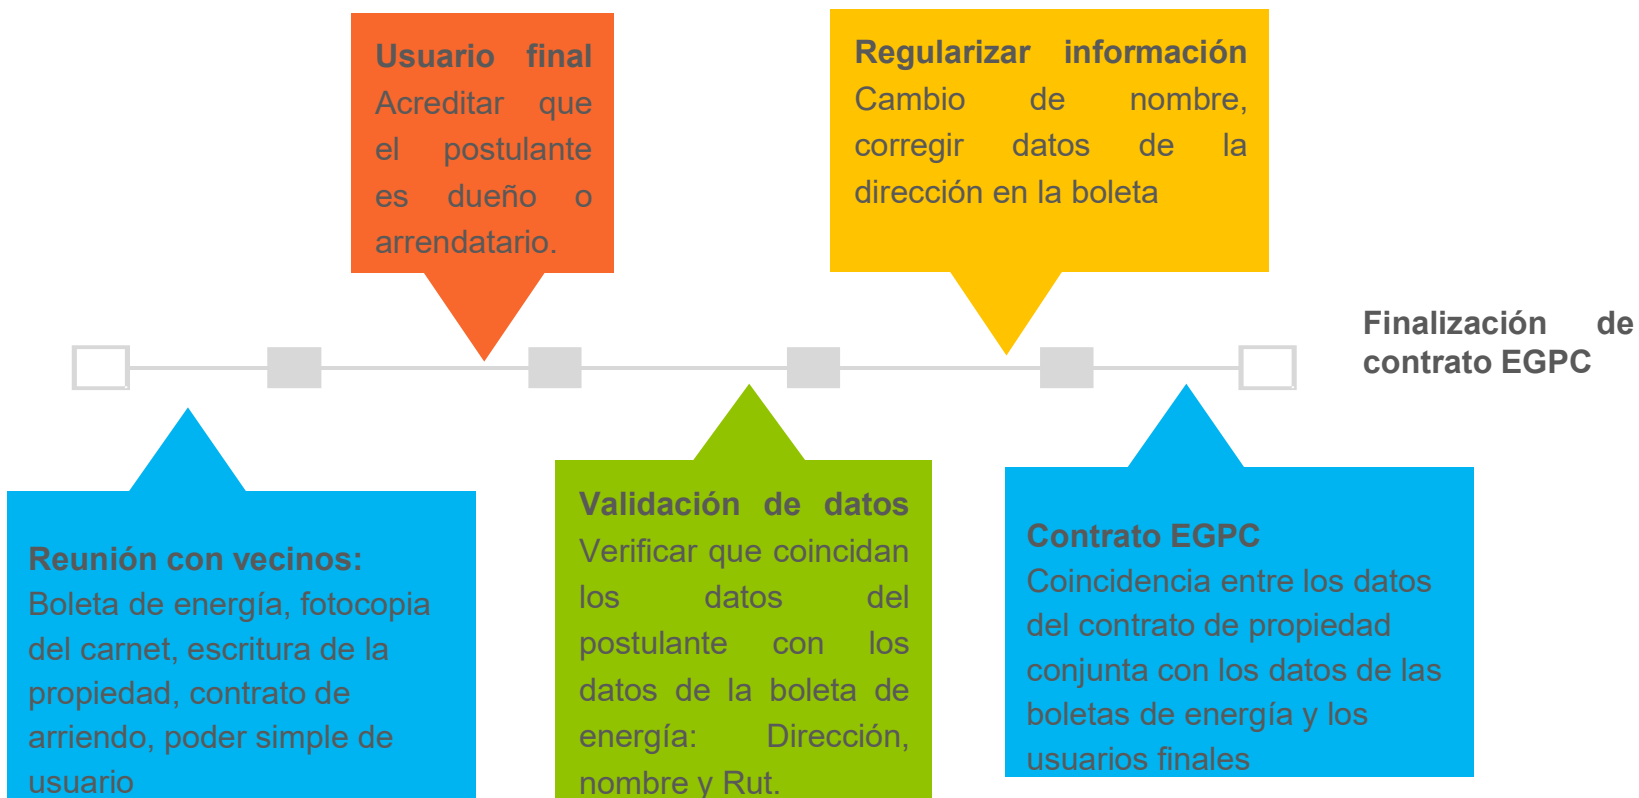 Usuario final
Acreditar que
el postulante
es dueño o
arrendatario.
Regularizar información
Cambio de nombre,
corregir datos de la
dirección en la boleta
Finalización de
contrato EGPC
Reunión con vecinos:
Boleta de energía, fotocopia
del carnet, escritura de la
propiedad, contrato de
arriendo, poder simple de
usuario
Validación de datos
Verificar que coincidan
los datos del
postulante con los
datos de la boleta de
energía: Dirección,
nombre y Rut.
Contrato EGPC
Coincidencia entre los datos
del contrato de propiedad
conjunta con los datos de las
boletas de energía y los
usuarios finales